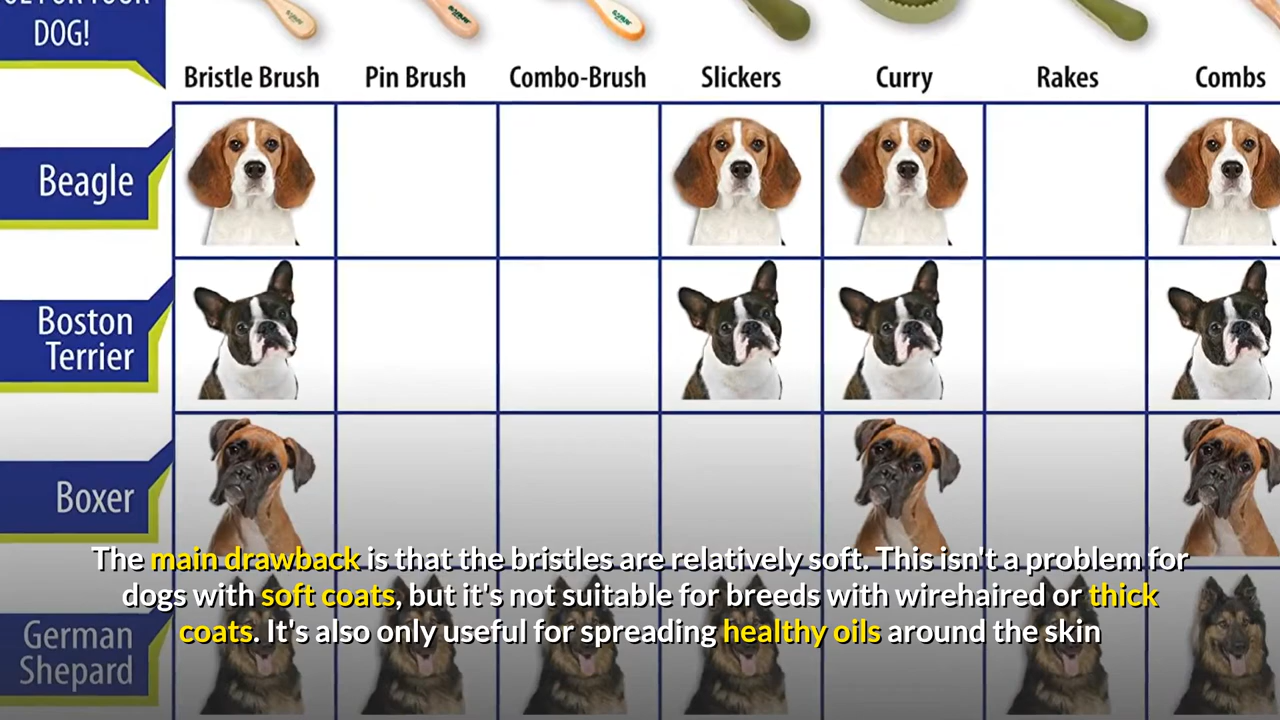 DOG!
Bristle Brush Pin Brush Combo-Brush Slickers Curry Rakes Combs
Beagle
Boston
Terrier
Boxer
German
Shepard
The main drawback is that the bristles are relatively soft. This isn't a problem for
dogs with soft coats, but it's not suitable for breeds with wirehaired or thick
coats. It's also only useful for spreading healthy oils around the skin